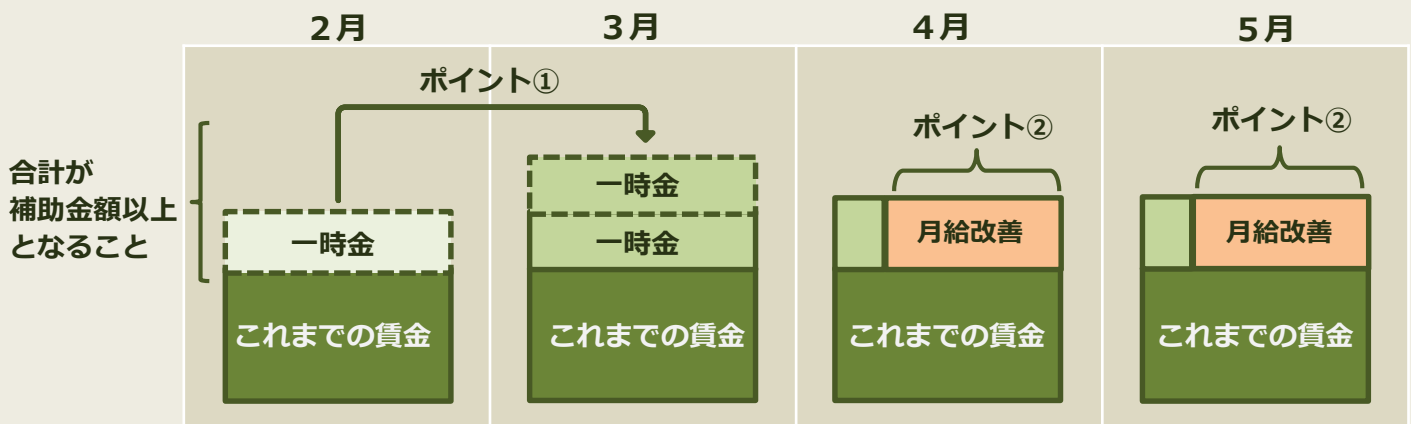 ２月
３月
４月
５月
ポイント①
ポイント②
ポイント②
合計が
補助金額以上
となること
一時金
一時金
一時金
月給改善
月給改善
これまでの賃金
これまでの賃金
これまでの賃金
これまでの賃金